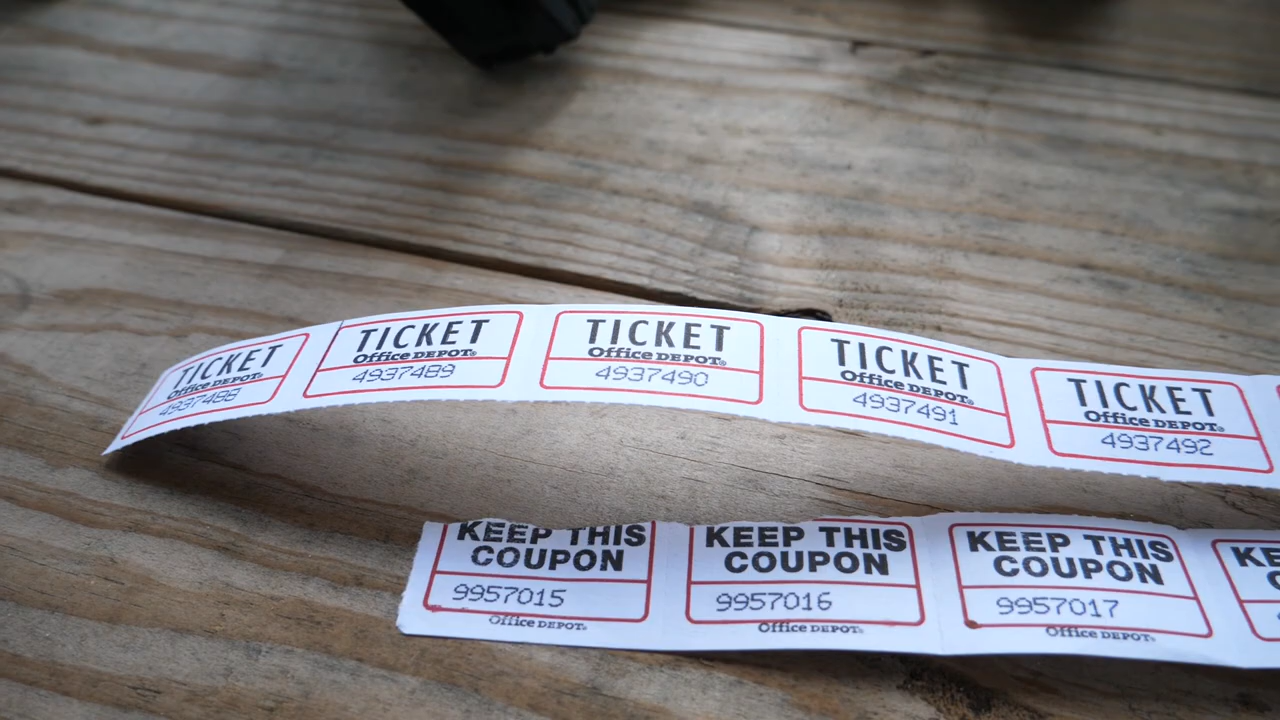 TICKET
Office DEPOT®
4937488
TICKET
Office DEPOT®
4937489
TICKET
Office DEPOT®
4937490
TICKET
Office DEPOT®
4937491
TICKET
Office DEPOT®
4937492
KEEP THIS
COUPON
9957015
Office DEPOT®
KEEP THIS
COUPON
9957016
Office DEPOT®
KEEP THIS
COUPON
9957017
Office DEPOT®